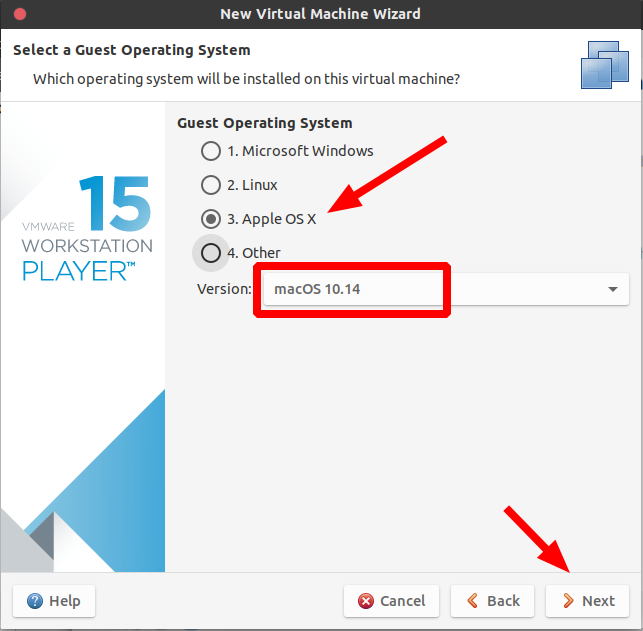 New Virtual Machine Wizard
Select a Guest Operating System
Which operating system will be installed on this virtual machine?
Guest Operating System
1. Microsoft Windows
2. Linux
3. Apple OS X
4. Other
Version: macOS 10.14
15
VMWARE
WORKSTATION
PLAYER™
Help
Cancel
Back
Next